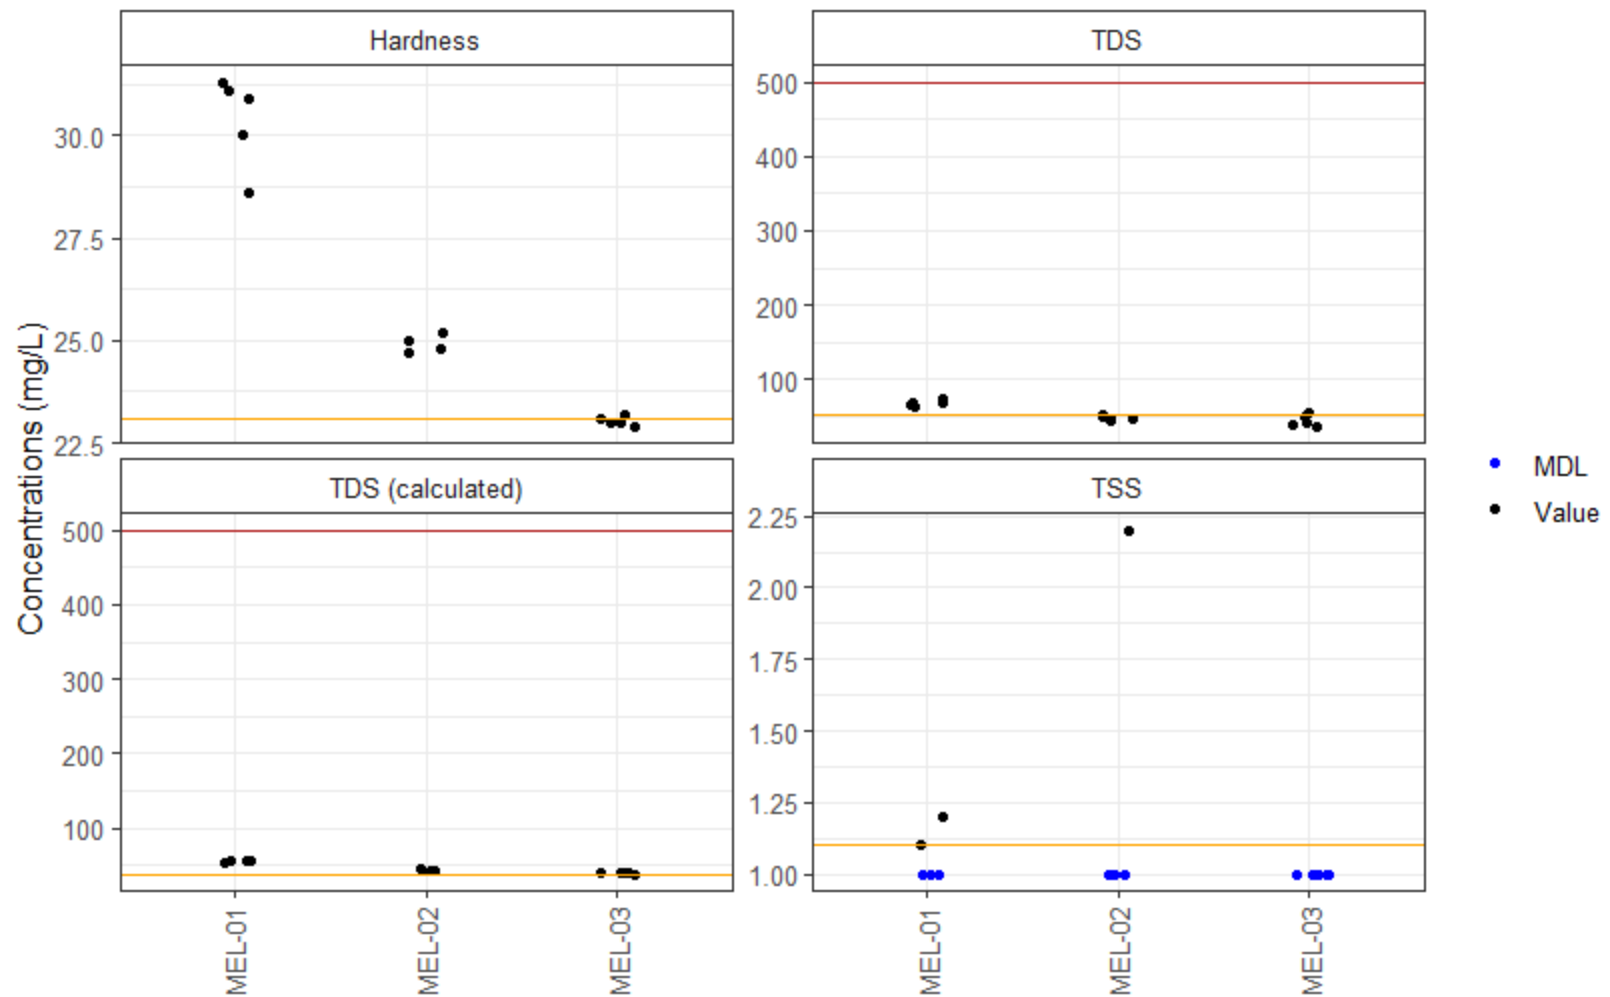 Hardness
TDS
Concentrations (mg/L)
30.0
27.5
25.0
22.5
500
400
300
200
100
TDS (calculated)
TSS
500
400
300
200
100
2.25
2.00
1.75
1.50
1.25
1.00
MEL-01
MEL-02
MEL-03
MEL-01
MEL-02
MEL-03
MDL
Value